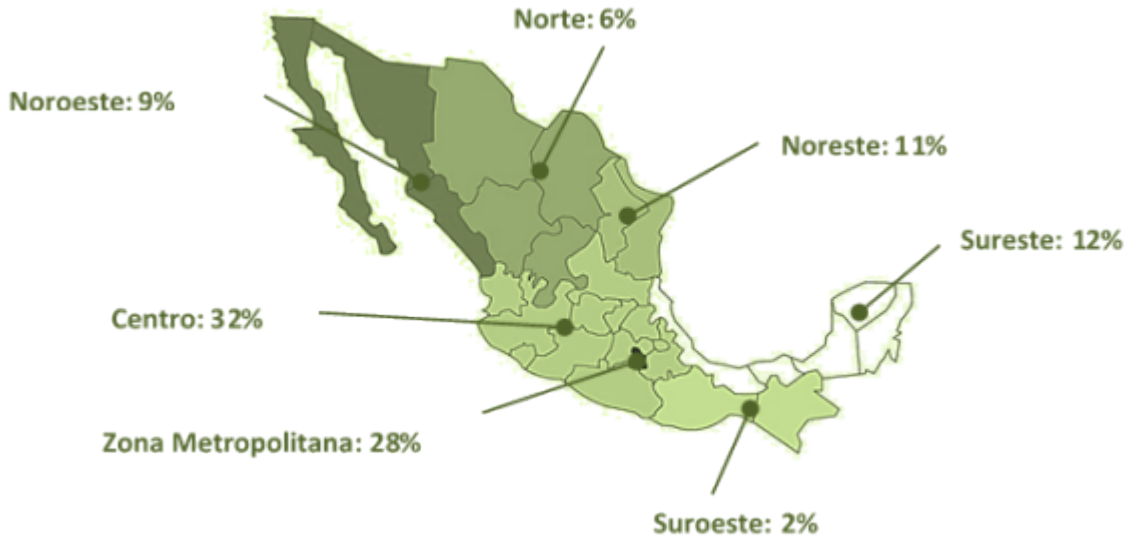 Norte: 6%
Noroeste: 9%
Noreste: 11%
Sureste: 12%
Centro: 32%
Zona Metropolitana: 28%
Suroeste: 2%